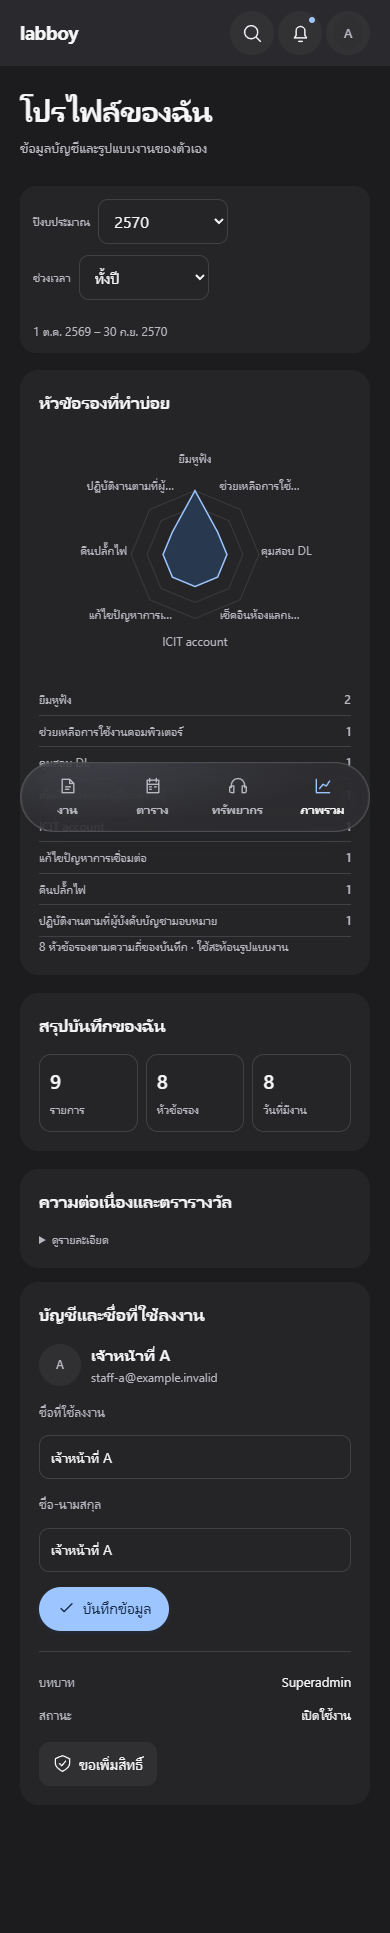 labboy
A
โปรไฟล์ของฉัน
ข้อมูลบัญชีและรูปแบบงานของตัวเอง
ปีงบประมาณ 2570
ช่วงเวลา ทั้งปี
1 ต.ค. 2569 – 30 ก.ย. 2570
หัวข้อรองที่ทำบ่อย
ยืมหูฟัง
ปฏิบัติงานตามที่ผู้... ช่วยเหลือการใช้...
คืนปลั๊กไฟ คุมสอบ DL
แก้ไขปัญหาการเ... เช็คอินห้องแลกเ...
ICIT account
ยืมหูฟัง 2
ช่วยเหลือการใช้งานคอมพิวเตอร์ 1
คุมสอบ DL 1
งาน ตาราง ทรัพยากร ภาพรวม
ICIT account 1
แก้ไขปัญหาการเชื่อมต่อ 1
คืนปลั๊กไฟ 1
ปฏิบัติงานตามที่ผู้บังคับบัญชามอบหมาย 1
8 หัวข้อรองตามความถี่ของบันทึก · ใช้สะท้อนรูปแบบงาน
สรุปบันทึกของฉัน
9 8 8
รายการ หัวข้อรอง วันที่มีงาน
ความต่อเนื่องและตรารางวัล
ดูรายละเอียด
บัญชีและชื่อที่ใช้ลงงาน
A เจ้าหน้าที่ A
staff-a@example.invalid
ชื่อที่ใช้ลงงาน
เจ้าหน้าที่ A
ชื่อ-นามสกุล
เจ้าหน้าที่ A
บันทึกข้อมูล
บทบาท Superadmin
สถานะ เปิดใช้งาน
ขอเพิ่มสิทธิ์